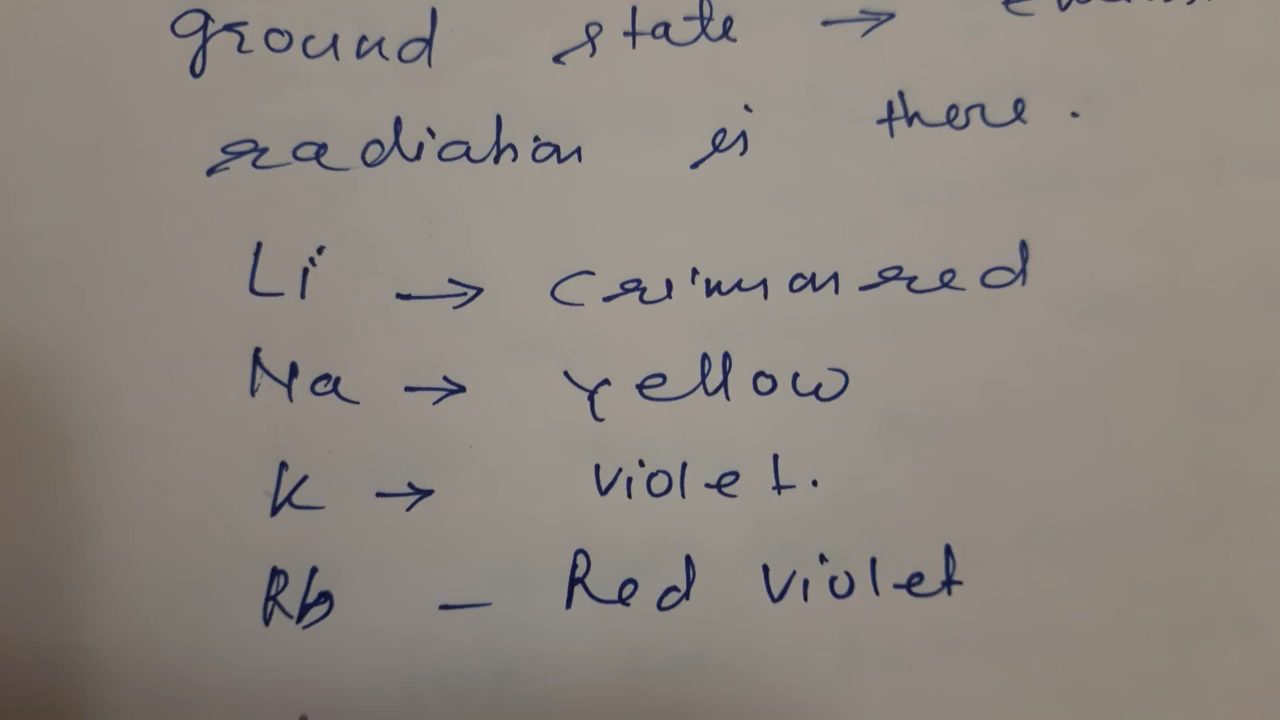 ground state →
radiation is there.
Li → Crimson red
Na → yellow
K → violet.
Rb - Red violet